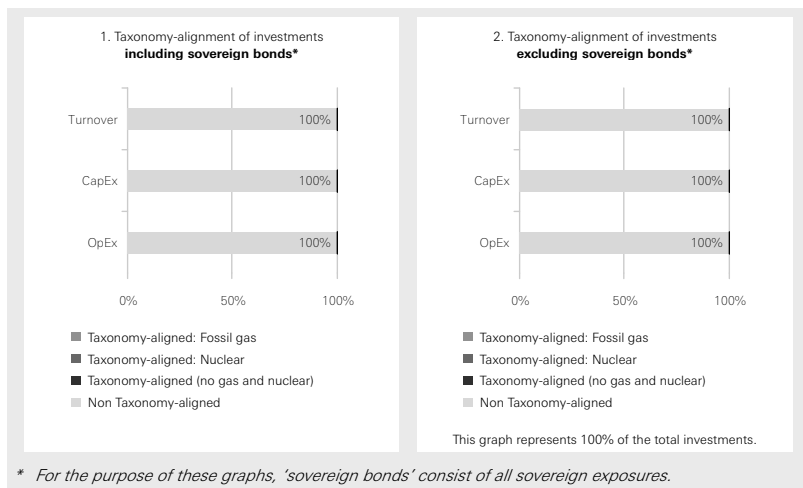 1. Taxonomy-alignment of investments
including sovereign bonds*
Turnover
100%
CapEx
100%
OpEx
100%
0%
50%
100%
Taxonomy-aligned: Fossil gas
Taxonomy-aligned: Nuclear
Taxonomy-aligned (no gas and nuclear)
Non Taxonomy-aligned
2. Taxonomy-alignment of investments
excluding sovereign bonds*
Turnover
100%
CapEx
100%
OpEx
100%
0%
50%
100%
Taxonomy-aligned: Fossil gas
Taxonomy-aligned: Nuclear
Taxonomy-aligned (no gas and nuclear)
Non Taxonomy-aligned
This graph represents 100% of the total investments.
* For the purpose of these graphs, ‘sovereign bonds’ consist of all sovereign exposures.